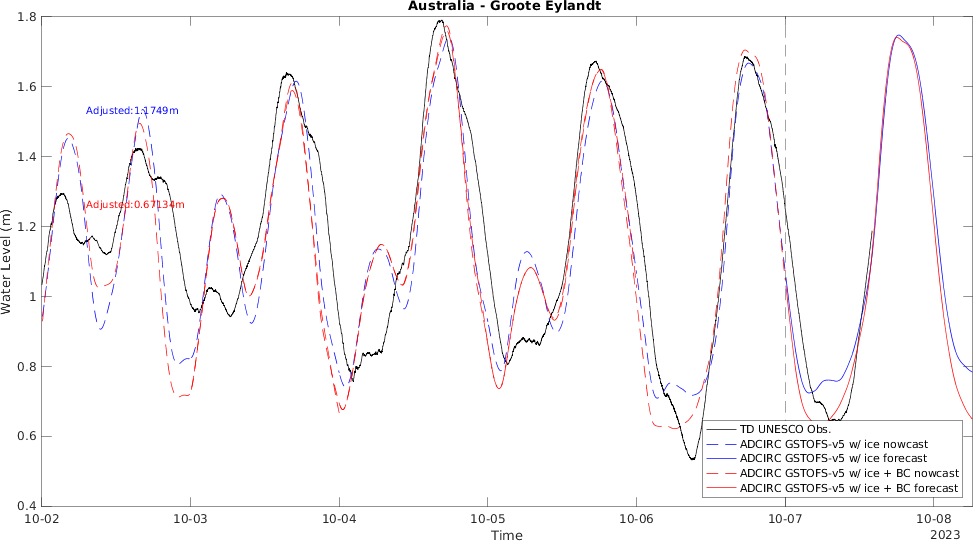 Australia - Groote Eylandt
1.8
1.6
1.4
1.2
1
0.8
0.6
0.4
Water Level (m)
Adjusted:1.1749m
Adjusted:0.67134m
TD UNESCO Obs.
ADCIRC GSTOFS-v5 w/ ice nowcast
ADCIRC GSTOFS-v5 w/ ice forecast
ADCIRC GSTOFS-v5 w/ ice + BC nowcast
ADCIRC GSTOFS-v5 w/ ice + BC forecast
10-02 10-03 10-04 10-05 10-06 10-07 10-08
Time
2023